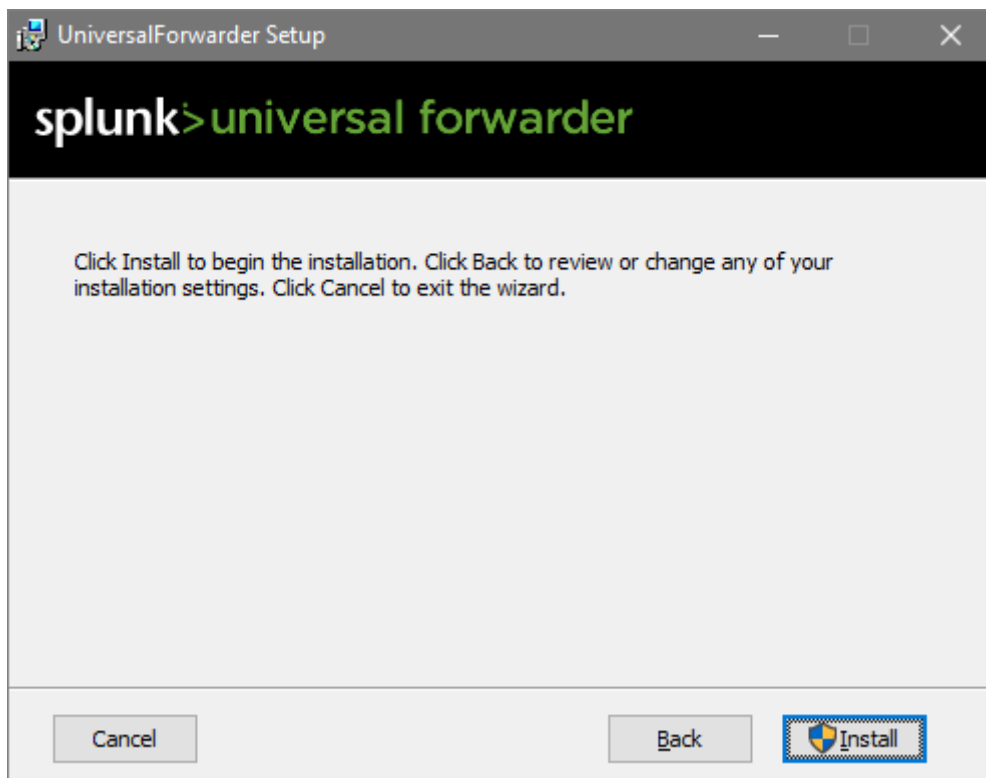 UniversalForwarder Setup
splunk>universal forwarder
Click Install to begin the installation. Click Back to review or change any of your
installation settings. Click Cancel to exit the wizard.
Cancel
Back
Install